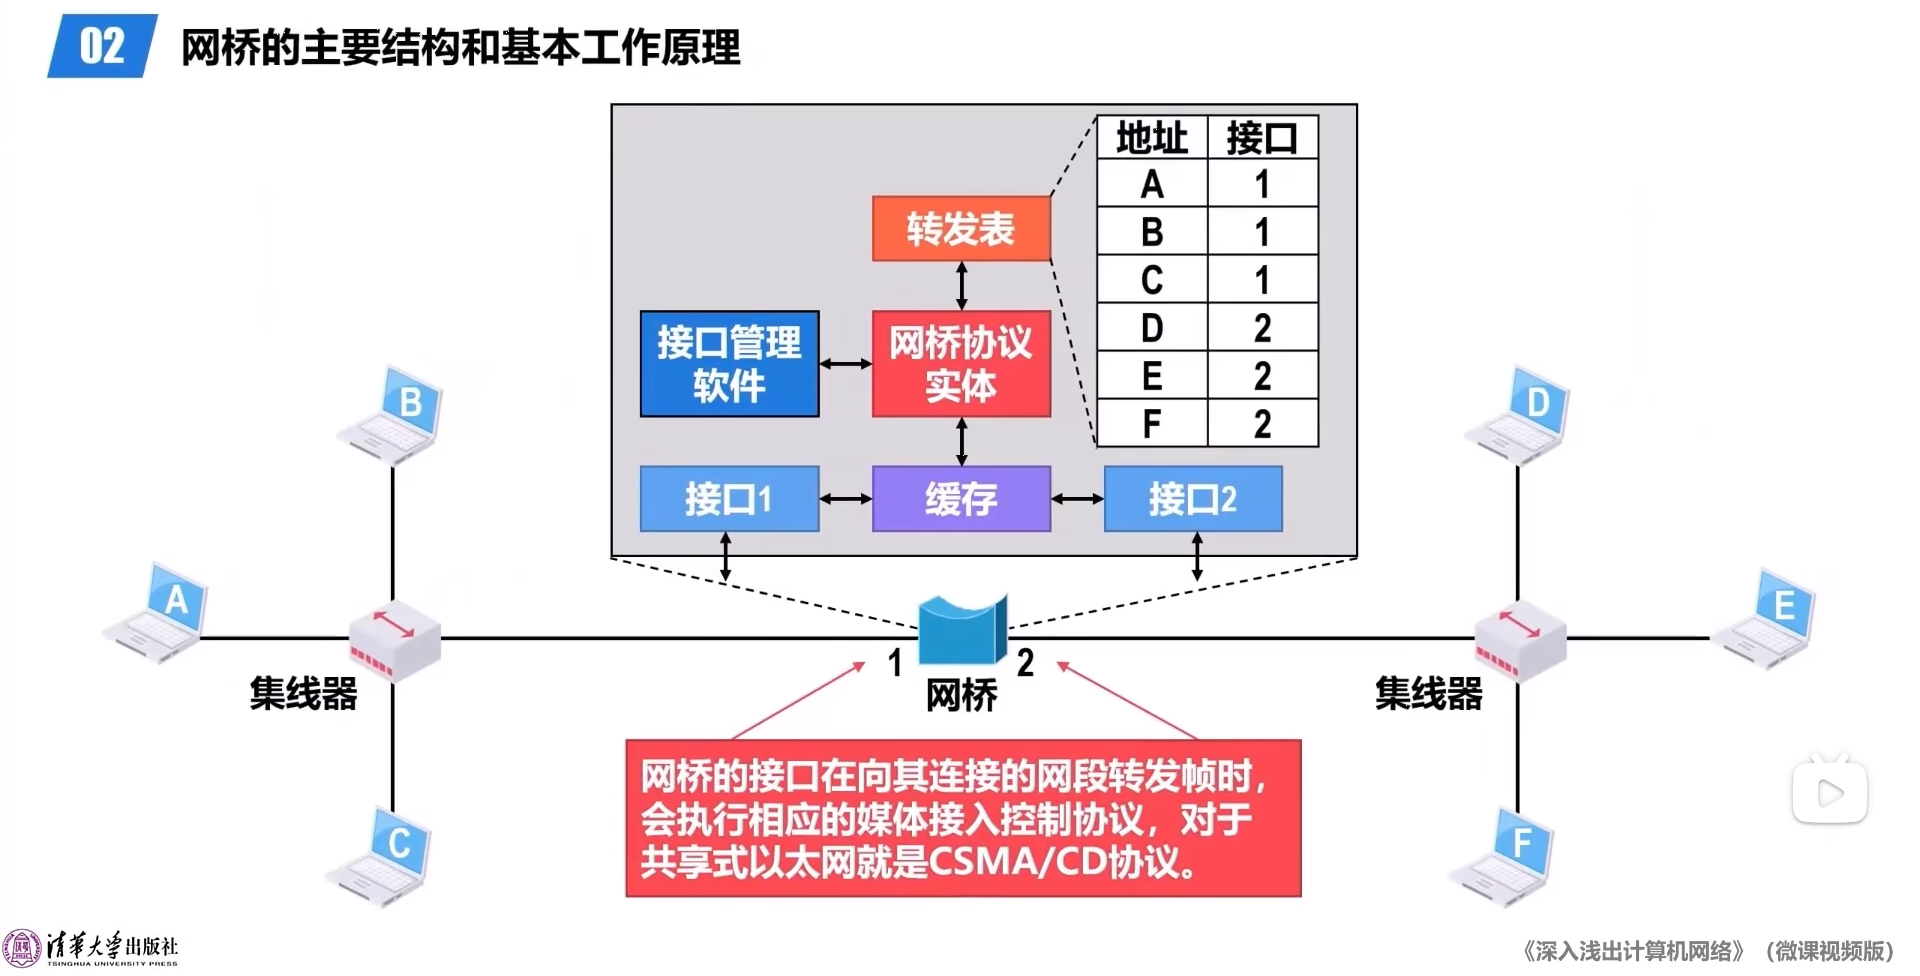 02 网桥的主要结构和基本工作原理
地址 接口
A 1
B 1
C 1
D 2
E 2
F 2
转发表
接口管理
软件
网桥协议
实体
接口1
缓存
接口2
B
D
A
E
集线器
1
2
网桥
集线器
C
F
网桥的接口在向其连接的网段转发帧时，
会执行相应的媒体接入控制协议，对于
共享式以太网就是CSMA/CD协议。
清华大学出版社
TSINGHUA UNIVERSITY PRESS
《深入浅出计算机网络》（微课视频版）